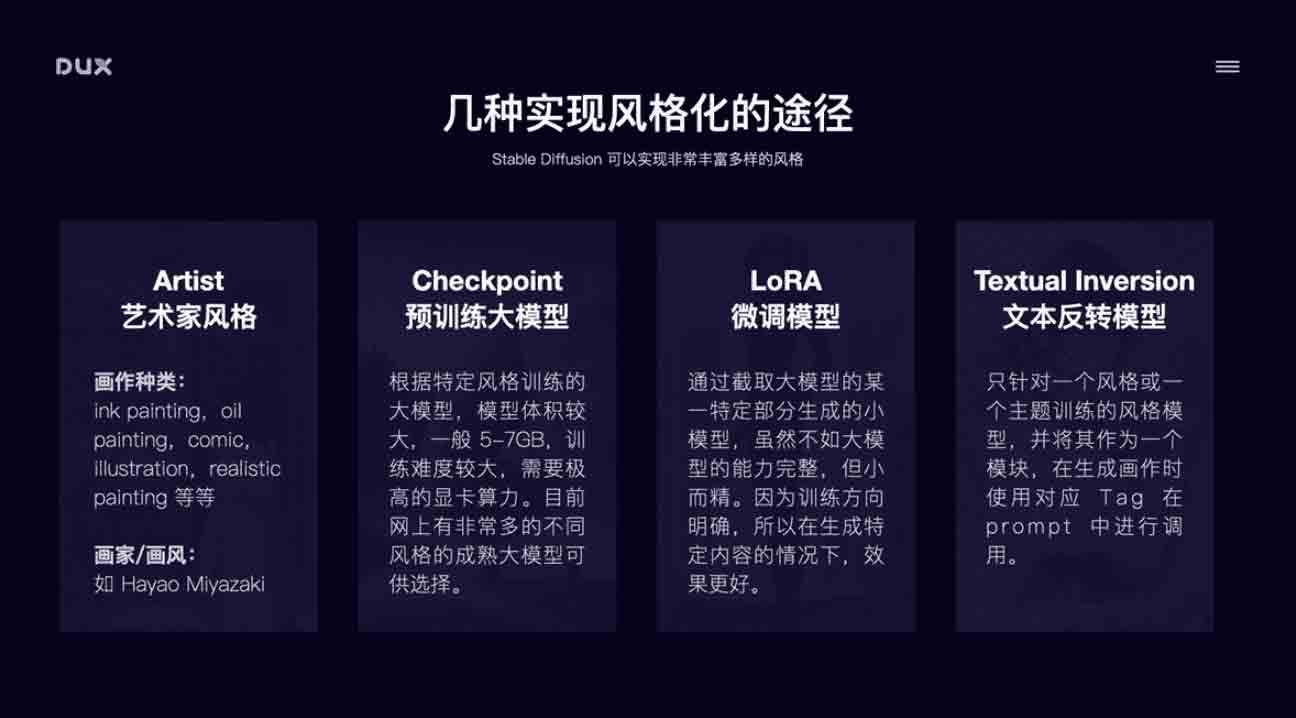 DUX
几种实现风格化的途径
Stable Diffusion 可以实现非常丰富多样的风格
Artist
艺术家风格
画作种类：
ink painting，oil
painting，comic，
illustration，realistic
painting 等等
画家/画风：
如 Hayao Miyazaki
Checkpoint
预训练大模型
根据特定风格训练的
大模型，模型体积较
大，一般 5-7GB，训
练难度较大，需要极
高的显卡算力。目前
网上有非常多的不同
风格的成熟大模型可
供选择。
LoRA
微调模型
通过截取大模型的某
一特定部分生成的小
模型，虽然不如大模
型的能力完整，但小
而精。因为训练方向
明确，所以在生成特
定内容的情况下，效
果更好。
Textual Inversion
文本反转模型
只针对一个风格或一
个主题训练的风格模
型，并将其作为一个
模块，在生成画作时
使用对应 Tag 在
prompt 中进行调
用。